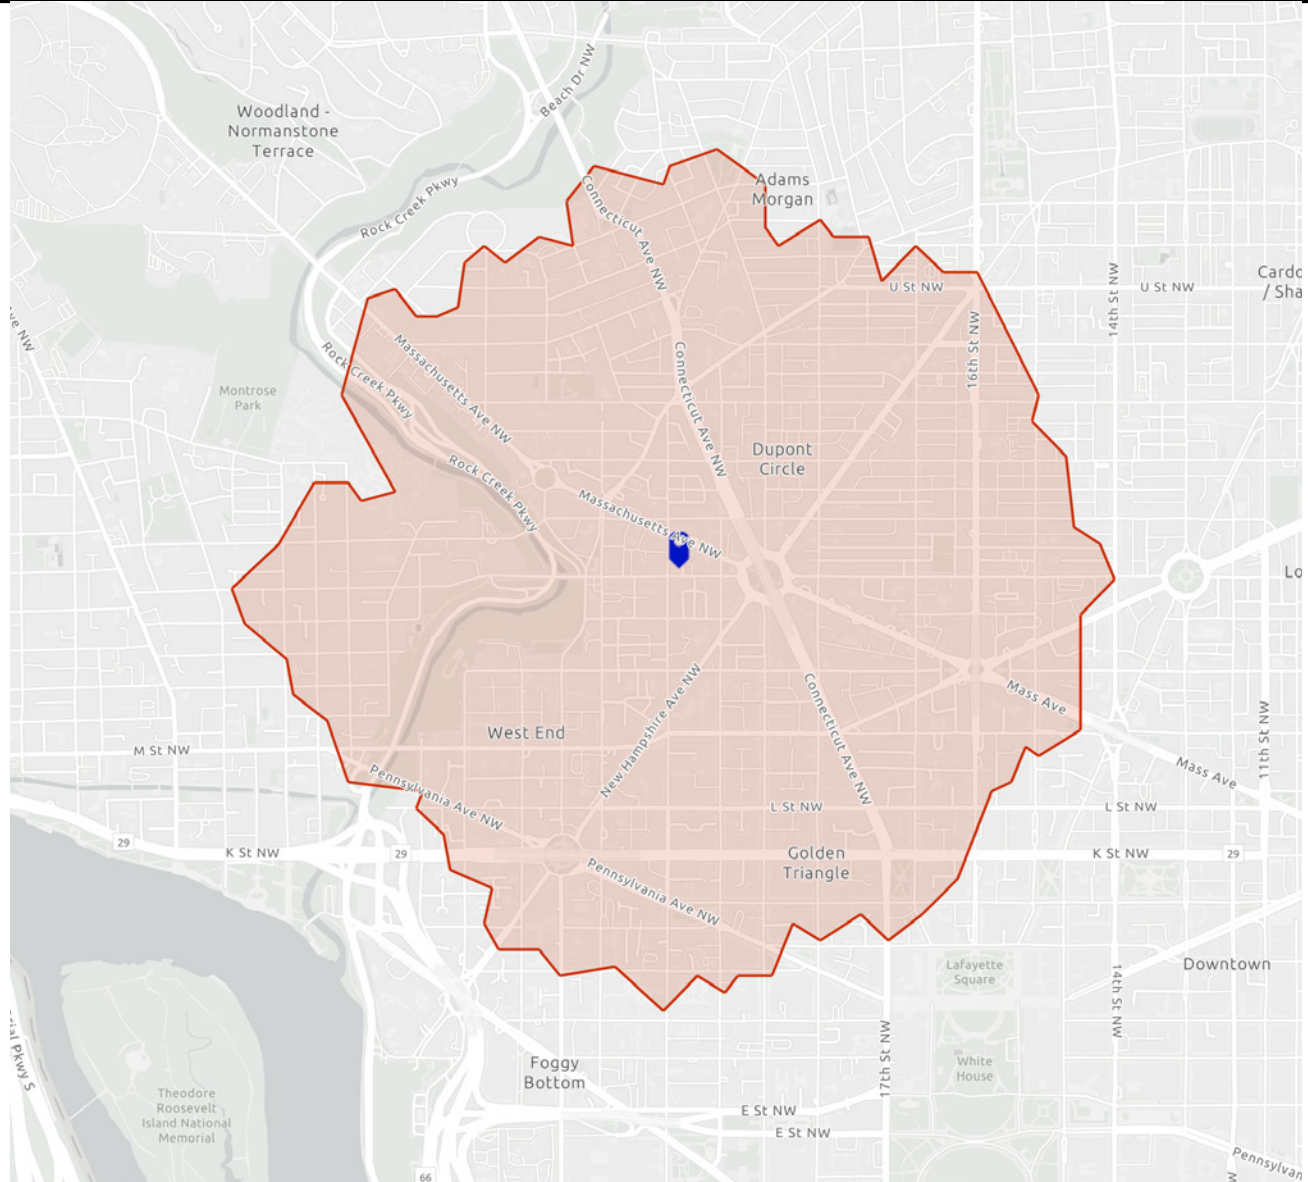 Beach Dr NW
Woodland -
Normanstone
Terrace
Rock Creek Pkwy
Adams
Morgan
Connecticut Ave NW
U St NW
U St NW
14th St NW
Cardo
/ Sha
ve NW
16th St NW
Massachusetts Ave NW
Rock Creek Pkwy
Connecticut Ave NW
Montrose
Park
Dupont
Circle
Rock Creek Pkwy
Massachusetts Ave NW
Lo
New Hampshire Ave NW
Connecticut Ave NW
Mass Ave
West End
M St NW
11th St NW
Mass Ave
Pennsylvania Ave NW
L St NW
L St NW
29
K St NW
29
Golden
Triangle
K St NW
29
Pennsylvania Ave NW
Lafayette
Square
Downtown
14th St NW
rial Pkwy S
17th St NW
Foggy
Bottom
White
House
Theodore
Roosevelt
Island National
Memorial
E St NW
E St NW
Pennsylvan
66
W